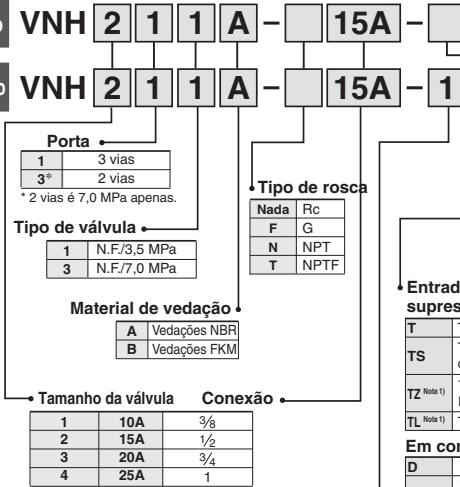 VNH 2 1 1 A – 15A –
VNH 2 1 1 A – 15A – 1
Porta
1 3 vias
3* 2 vias
* 2 vias é 7,0 MPa apenas.
Tipo de rosca
Nada Rc
F G
N NPT
T NPTF
Tipo de válvula
1 N.F./3,5 MPa
3 N.F./7,0 MPa
Material de vedação
A Vedações NBR
B Vedações FKM
Tamanho da válvula Conexão
1 10A 3/8
2 15A 1/2
3 20A 3/4
4 25A 1
Entrad
supres
T
TS
TZ Nota 1)
TL Nota 1)
Em con
D